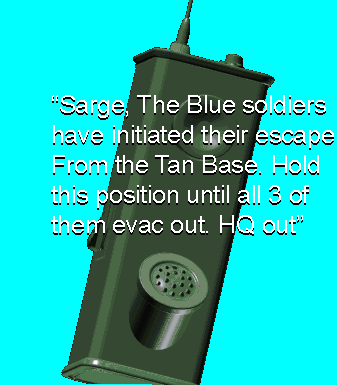 “Sarge, The Blue soldiers
have initiated their escape
From the Tan Base. Hold
this position until all 3 of
them evac out. HQ out”